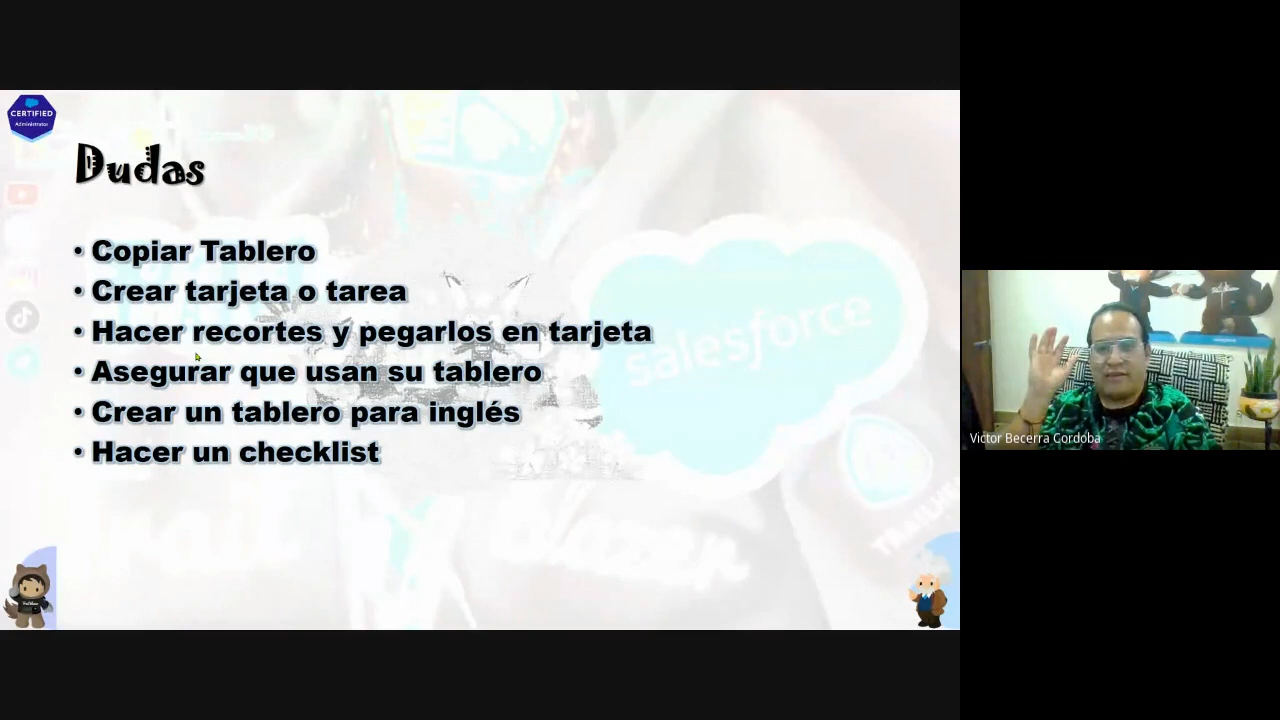 CERTIFIED
Administrator
Dudas
• Copiar Tablero
• Crear tarjeta o tarea
• Hacer recortes y pegarlos en tarjeta
• Asegurar que usan su tablero
• Crear un tablero para inglés
• Hacer un checklist
salesforce
Victor Becerra Cordoba